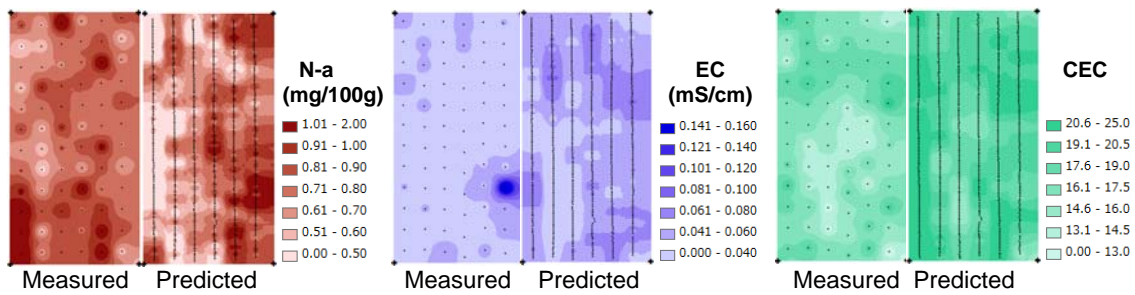 N-a
(mg/100g)
1.01 - 2.00
0.91 - 1.00
0.81 - 0.90
0.71 - 0.80
0.61 - 0.70
0.51 - 0.60
0.00 - 0.50
Measured Predicted
EC
(mS/cm)
0.141 - 0.160
0.121 - 0.140
0.101 - 0.120
0.081 - 0.100
0.061 - 0.080
0.041 - 0.060
0.000 - 0.040
Measured Predicted
CEC
20.6 - 25.0
19.1 - 20.5
17.6 - 19.0
16.1 - 17.5
14.6 - 16.0
13.1 - 14.5
0.00 - 13.0
Measured Predicted